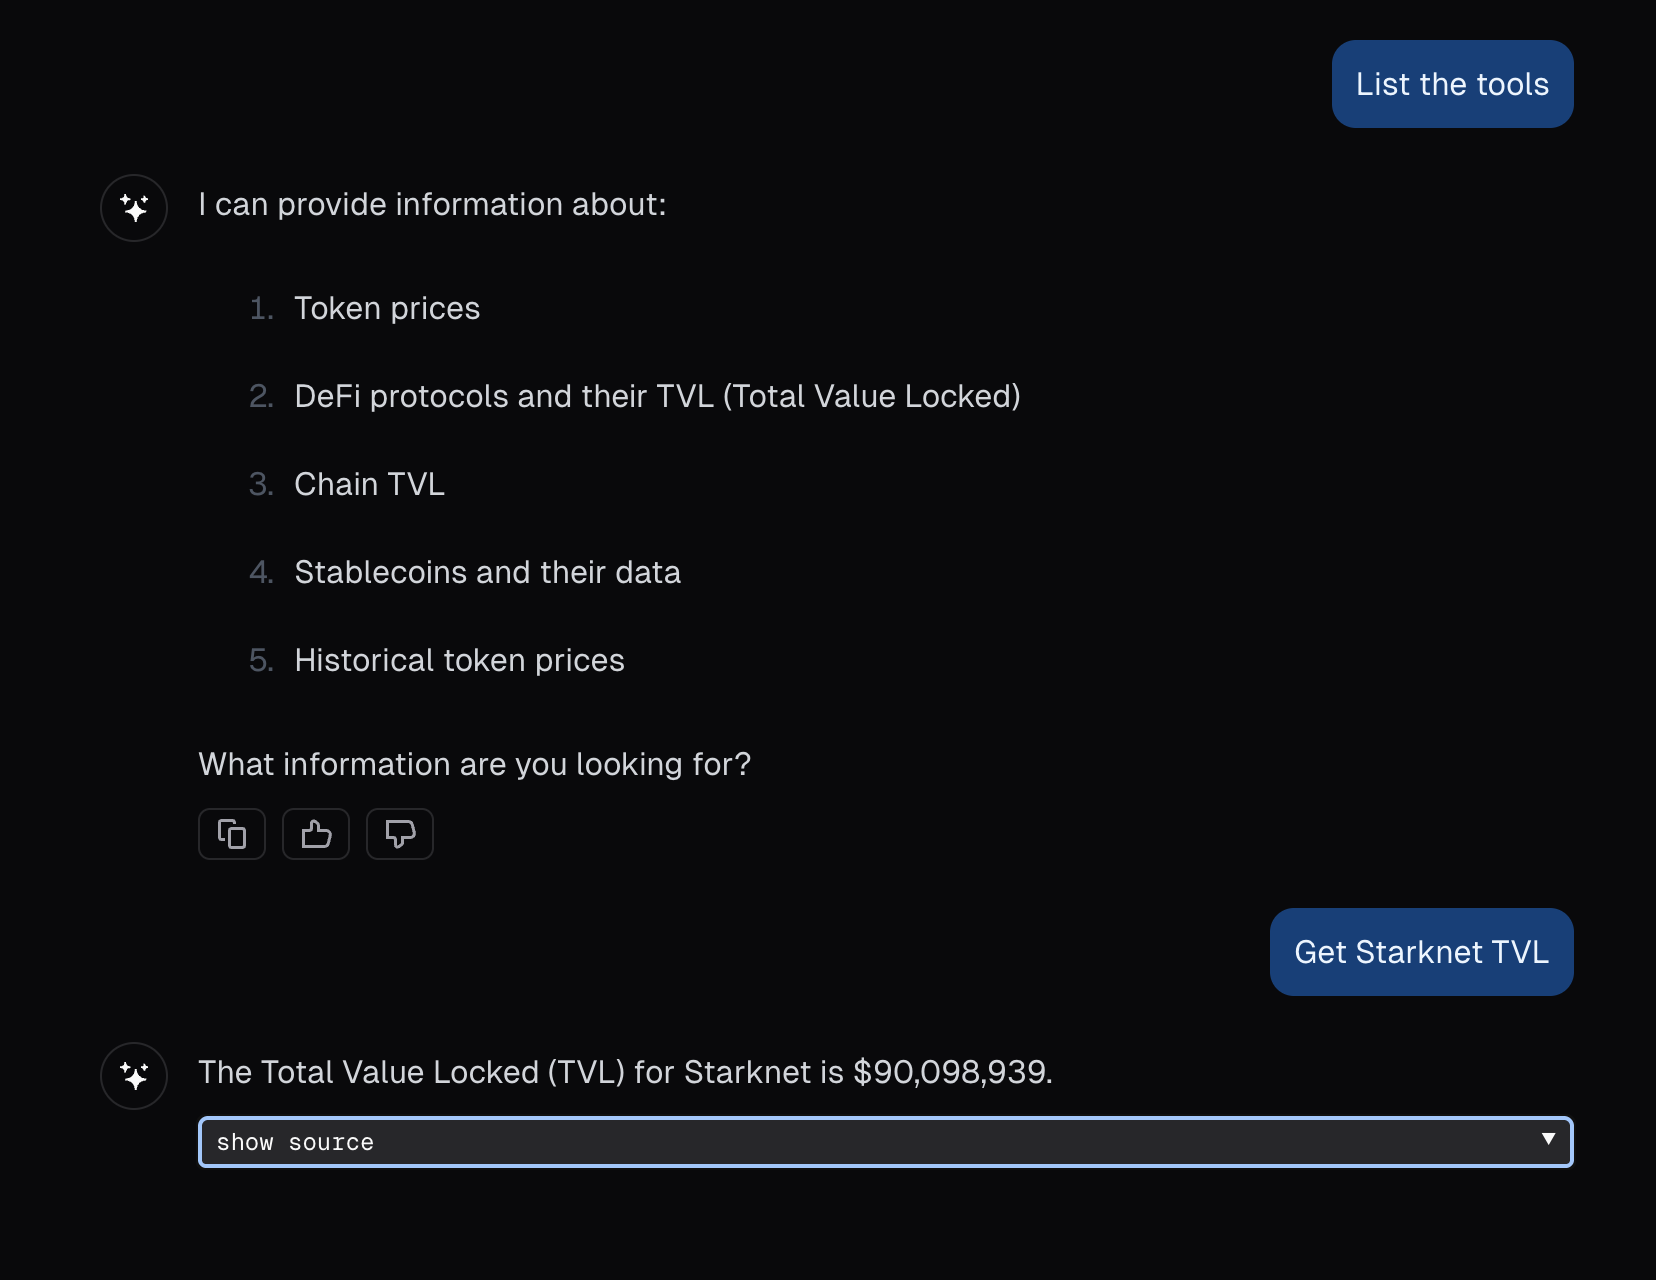 List the tools
I can provide information about:
1. Token prices
2. DeFi protocols and their TVL (Total Value Locked)
3. Chain TVL
4. Stablecoins and their data
5. Historical token prices
What information are you looking for?
Get Starknet TVL
The Total Value Locked (TVL) for Starknet is $90,098,939.
show source